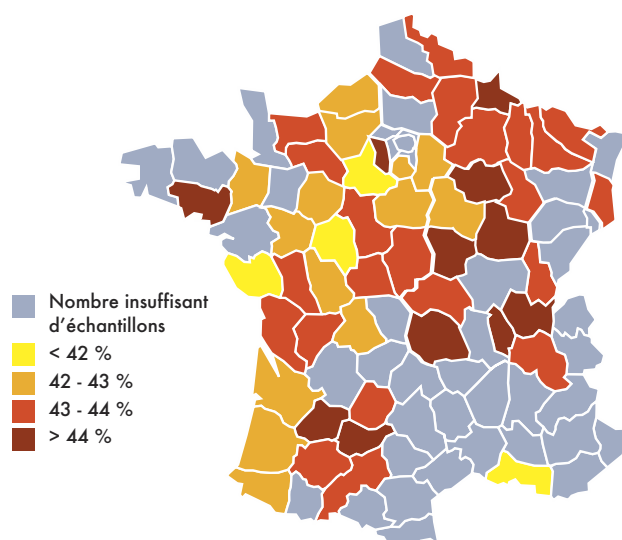 Nombre insuffisant
d’échantillons
< 42 %
42 - 43 %
43 - 44 %
> 44 %